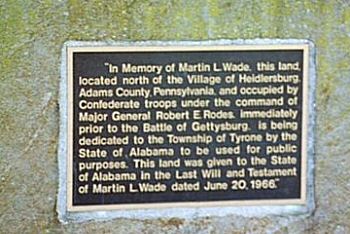 "In Memory of Martin L. Wade, this land,
located north of the Village of Heidlersburg,
Adams County, Pennsylvania, and occupied by
Confederate troops under the command of
Major General Robert E. Rodes, immediately
prior to the Battle of Gettysburg, is being
dedicated to the Township of Tyrone by the
State of Alabama to be used for public
purposes. This land was given to the State
of Alabama in the Last Will and Testament
of Martin L. Wade dated June 20, 1966."